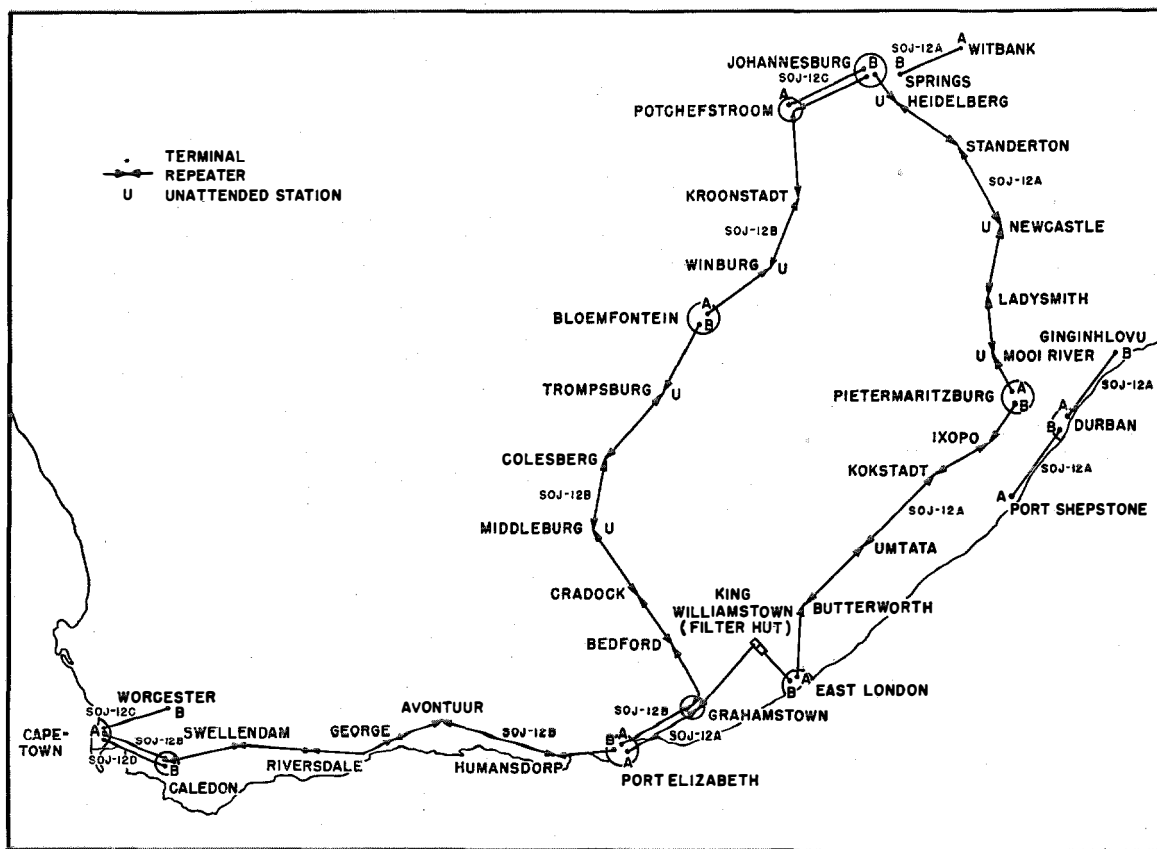 SOJ-12A
A
WITBANK
JOHANNESBURG
B
B
SPRINGS
SOJ-12C
A
U
HEIDELBERG
POTCHEFSTROOM
TERMINAL
REPEATER
U UNATTENDED STATION
STANDERTON
SOJ-12A
KROONSTADT
SOJ-12B
U NEWCASTLE
WINBURG
U
LADYSMITH
A
B
BLOEMFONTEIN
GINGINHLOVU
B
U
MOOI RIVER
SOJ-12A
TROMPSBURG
U
PIETERMARITZBURG
A
B
A
B
DURBAN
IXOPO
COLESBERG
KOKSTADT
SOJ-12A
SOJ-12B
SOJ-12A
A
PORT SHEPSTONE
MIDDLEBURG
U
UMTATA
CRADOCK
KING
WILLIAMSTOWN
(FILTER HUT)
BUTTERWORTH
BEDFORD
A
B
EAST LONDON
WORCESTER
B
SOJ-12C
AVONTUUR
SOJ-12B
GRAHAMSTOWN
SOJ-12A
CAPE-
TOWN
A
SOJ-12B
SWELLENDAM
GEORGE
SOJ-12B
B
A
A
SOJ-12D
B
RIVERSDALE
HUMANSDORP
PORT ELIZABETH
CALEDON